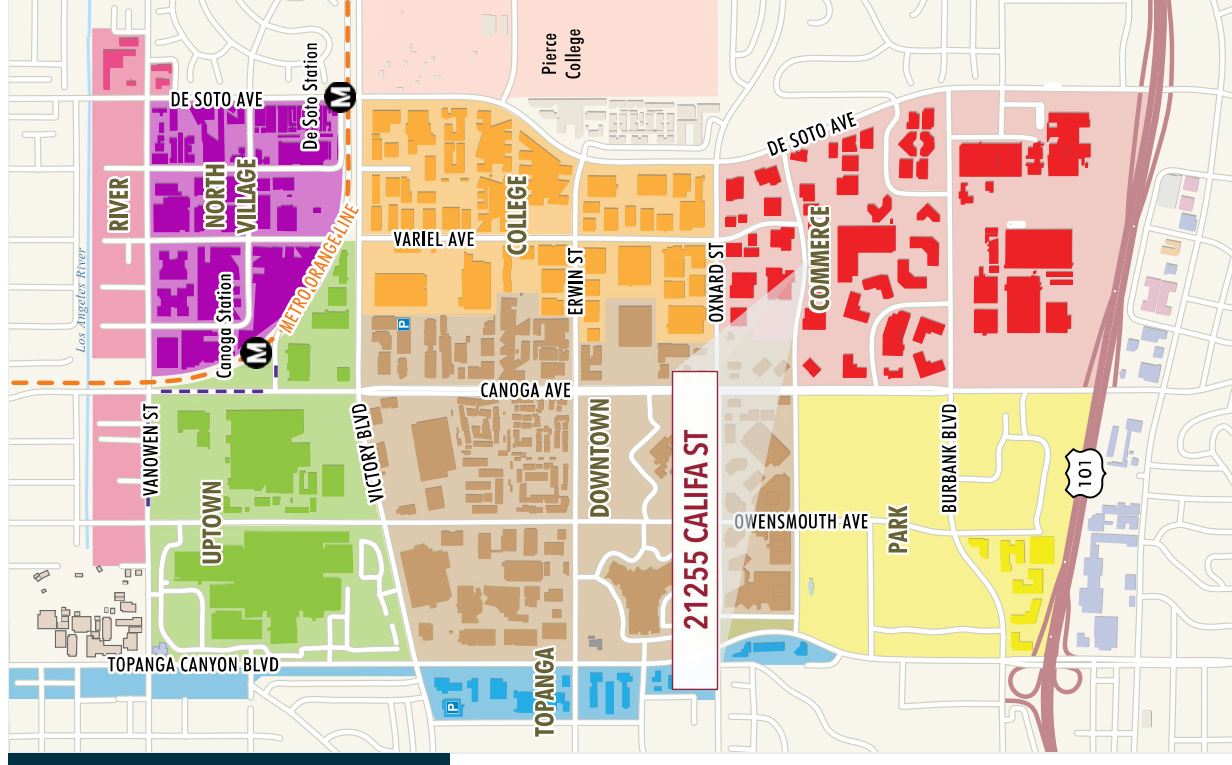 Pierce
College
De Soto Station
M
DE SOTO AVE
DE SOTO AVE
RIVER
NORTH
VILLAGE
METRO ORANGE LINE
VARIEL AVE
COLLEGE
ERWIN ST
OXNARD ST
COMMERCE
Los Angeles River
Canoga Station
M
P
CANOGA AVE
VANOWEN ST
VICTORY BLVD
DOWNTOWN
21255 CALIFA ST
BURBANK BLVD
101
UPTOWN
OWENSMOUTH AVE
PARK
TOPANGA CANYON BLVD
TOPANGA
P